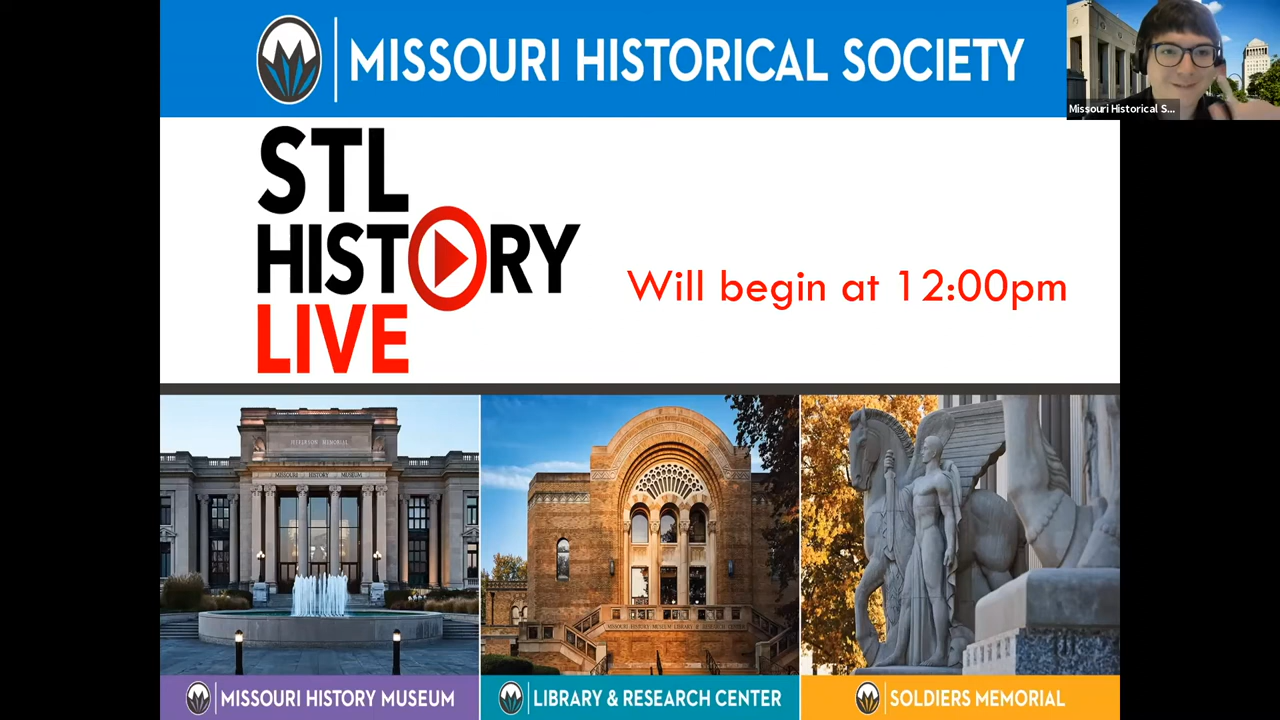 MISSOURI HISTORICAL SOCIETY
Missouri Historical S...
STL
HISTORY
LIVE
Will begin at 12:00pm
JEFFERSON MEMORIAL
MISSOURI HISTORY MUSEUM
MISSOURI HISTORY MUSEUM LIBRARY & RESEARCH CENTER
MISSOURI HISTORY MUSEUM
LIBRARY & RESEARCH CENTER
SOLDIERS MEMORIAL